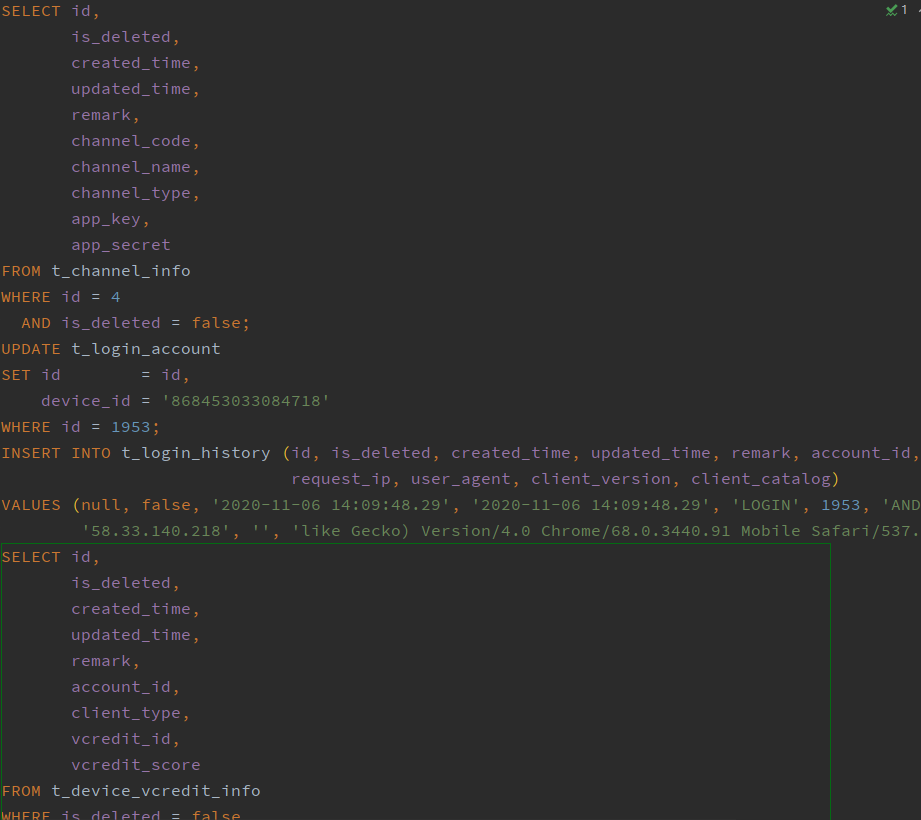 SELECT id,
is_deleted,
created_time,
updated_time,
remark,
channel_code,
channel_name,
channel_type,
app_key,
app_secret
FROM t_channel_info
WHERE id = 4
AND is_deleted = false;
UPDATE t_login_account
SET id = id,
device_id = '868453033084718'
WHERE id = 1953;
INSERT INTO t_login_history (id, is_deleted, created_time, updated_time, remark, account_id,
request_ip, user_agent, client_version, client_catalog)
VALUES (null, false, '2020-11-06 14:09:48.29', '2020-11-06 14:09:48.29', 'LOGIN', 1953, 'AND
'58.33.140.218', '', 'like Gecko) Version/4.0 Chrome/68.0.3440.91 Mobile Safari/537.
SELECT id,
is_deleted,
created_time,
updated_time,
remark,
account_id,
client_type,
vcredit_id,
vcredit_score
FROM t_device_vcredit_info
WHERE is_deleted = false
1